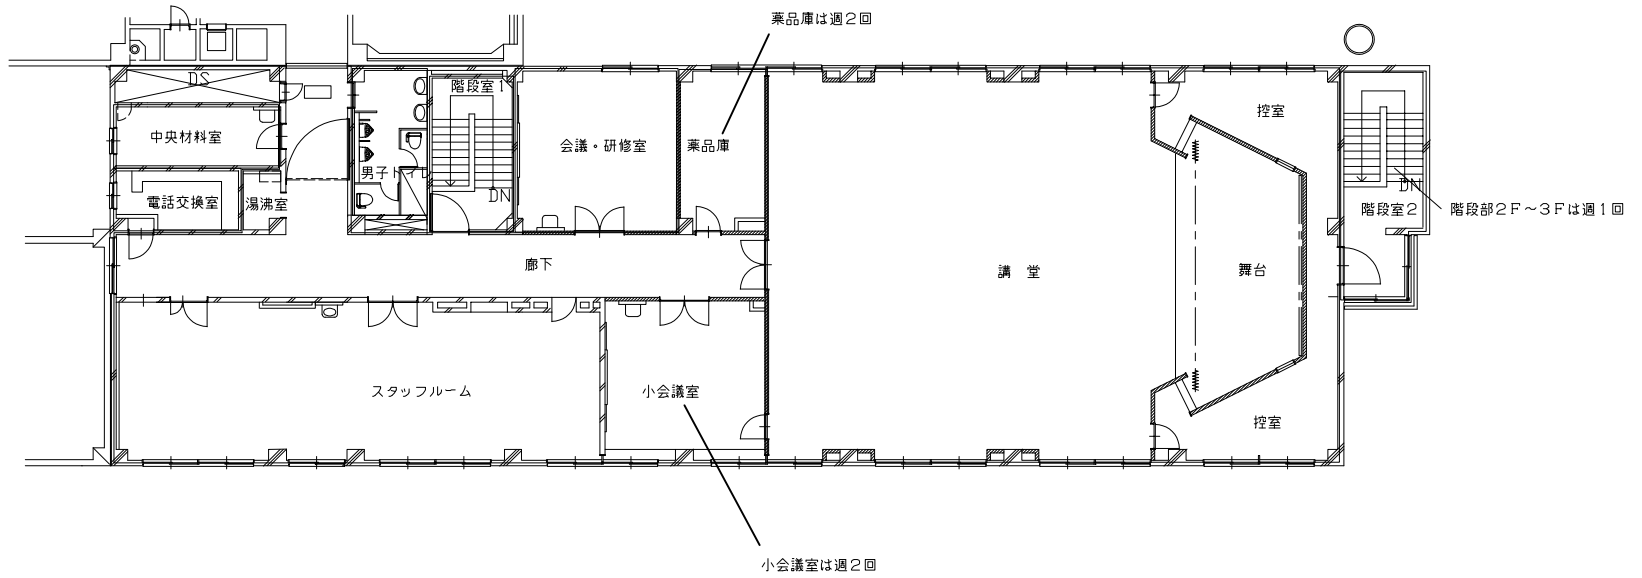 薬品庫は週２回
DS
階段室１
控室
中央材料室
会議・研修室
薬品庫
男子トイレ
DN
DN
電話交換室
湯沸室
階段室２
階段部２Ｆ～３Ｆは週１回
廊下
講　堂
舞台
スタッフルーム
小会議室
控室
小会議室は週２回